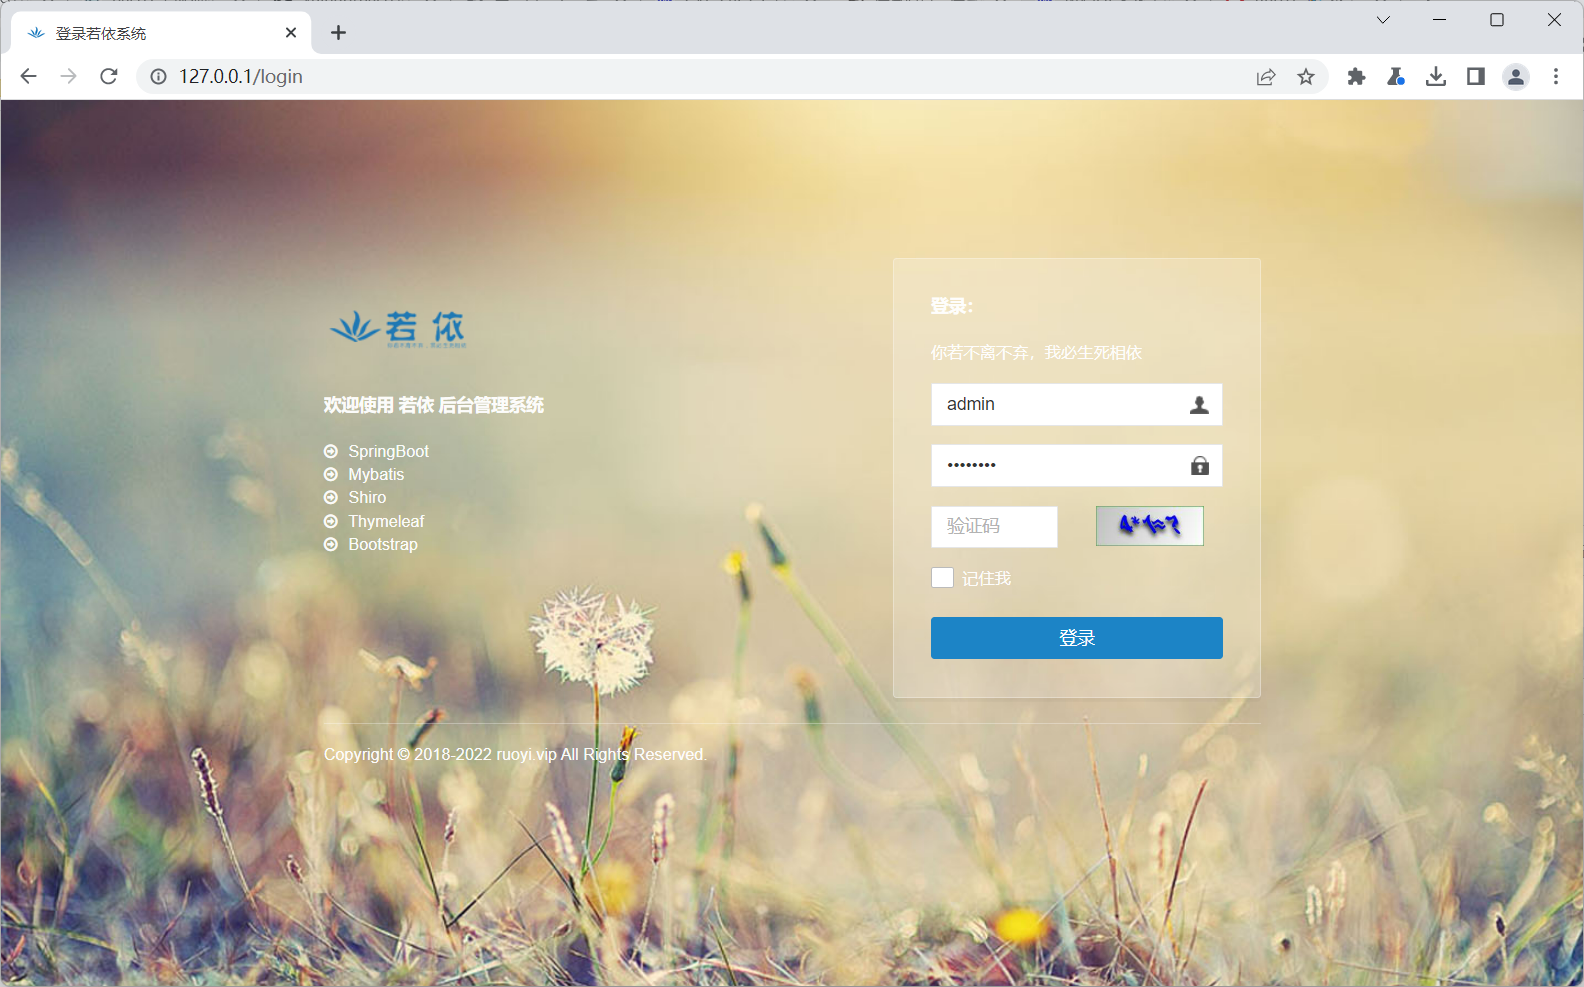 登录若依系统
127.0.0.1/login
若依
欢迎使用 若依 后台管理系统
SpringBoot
Mybatis
Shiro
Thymeleaf
Bootstrap
登录：
你若不离不弃，我必生死相依
admin
••••••••
验证码
记住我
登录
Copyright © 2018-2022 ruoyi.vip All Rights Reserved.